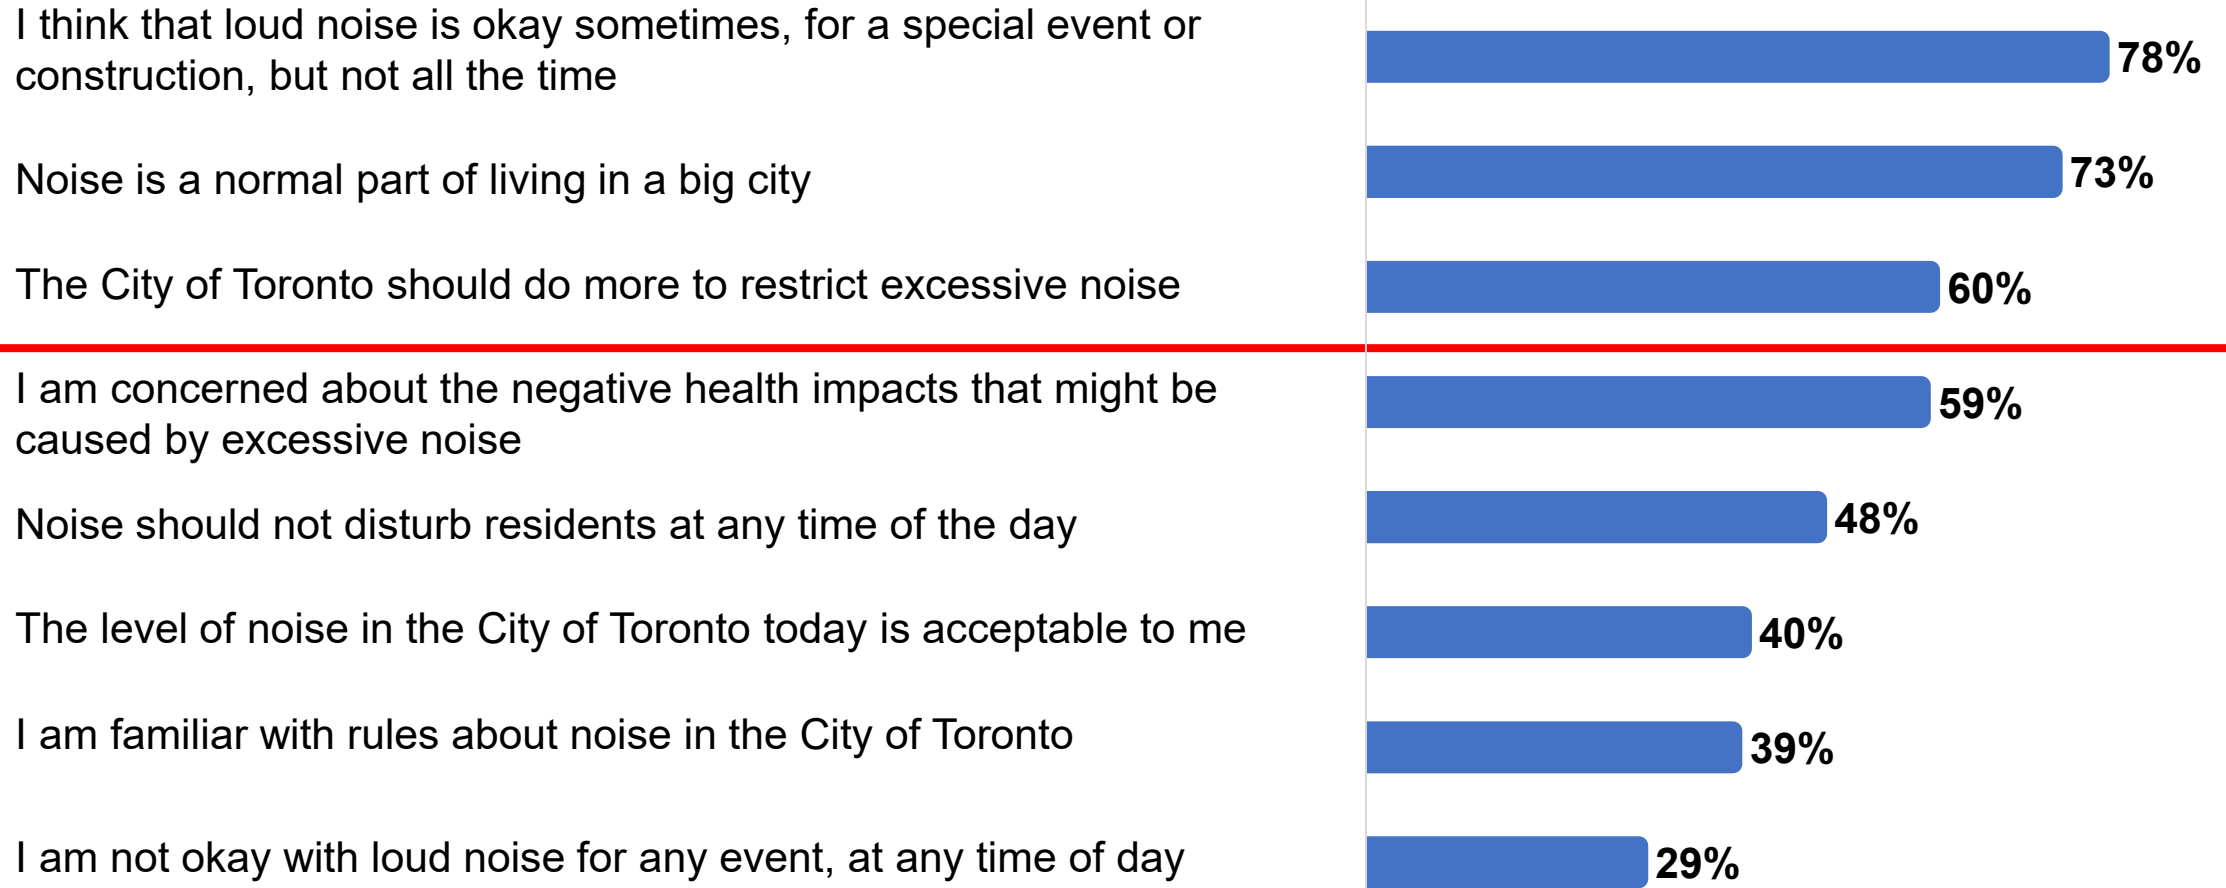 I think that loud noise is okay sometimes, for a special event or
construction, but not all the time
78%
Noise is a normal part of living in a big city
73%
The City of Toronto should do more to restrict excessive noise
60%
I am concerned about the negative health impacts that might be
caused by excessive noise
59%
Noise should not disturb residents at any time of the day
48%
The level of noise in the City of Toronto today is acceptable to me
40%
I am familiar with rules about noise in the City of Toronto
39%
I am not okay with loud noise for any event, at any time of day
29%